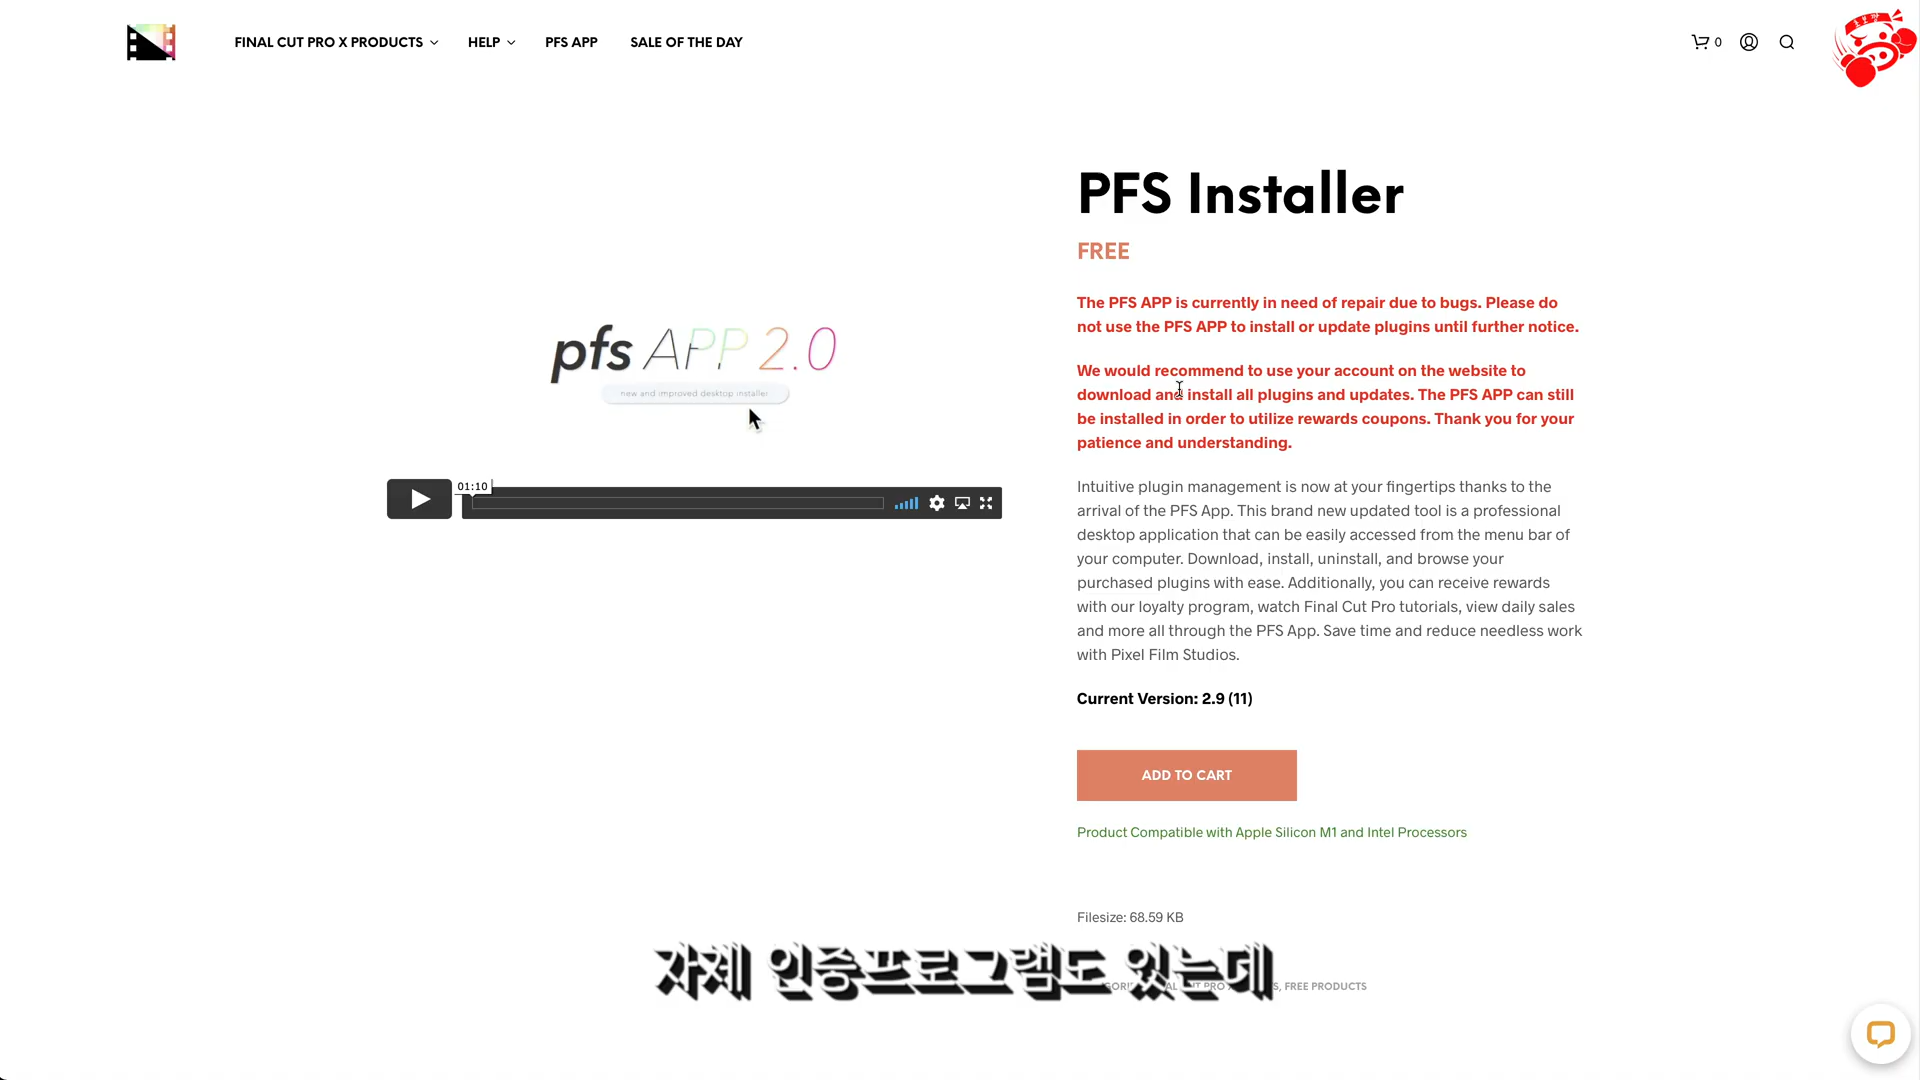 FINAL CUT PRO X PRODUCTS
HELP
PFS APP
SALE OF THE DAY
0
PFS Installer
FREE
The PFS APP is currently in need of repair due to bugs. Please do
not use the PFS APP to install or update plugins until further notice.
We would recommend to use your account on the website to
download and install all plugins and updates. The PFS APP can still
be installed in order to utilize rewards coupons. Thank you for your
patience and understanding.
pfs APP 2.0
new and improved desktop installer
01:10
Intuitive plugin management is now at your fingertips thanks to the
arrival of the PFS App. This brand new updated tool is a professional
desktop application that can be easily accessed from the menu bar of
your computer. Download, install, uninstall, and browse your
purchased plugins with ease. Additionally, you can receive rewards
with our loyalty program, watch Final Cut Pro tutorials, view daily sales
and more all through the PFS App. Save time and reduce needless work
with Pixel Film Studios.
Current Version: 2.9 (11)
ADD TO CART
Product Compatible with Apple Silicon M1 and Intel Processors
Filesize: 68.59 KB
자체 인증프로그램도 있는데
FREE PRODUCTS